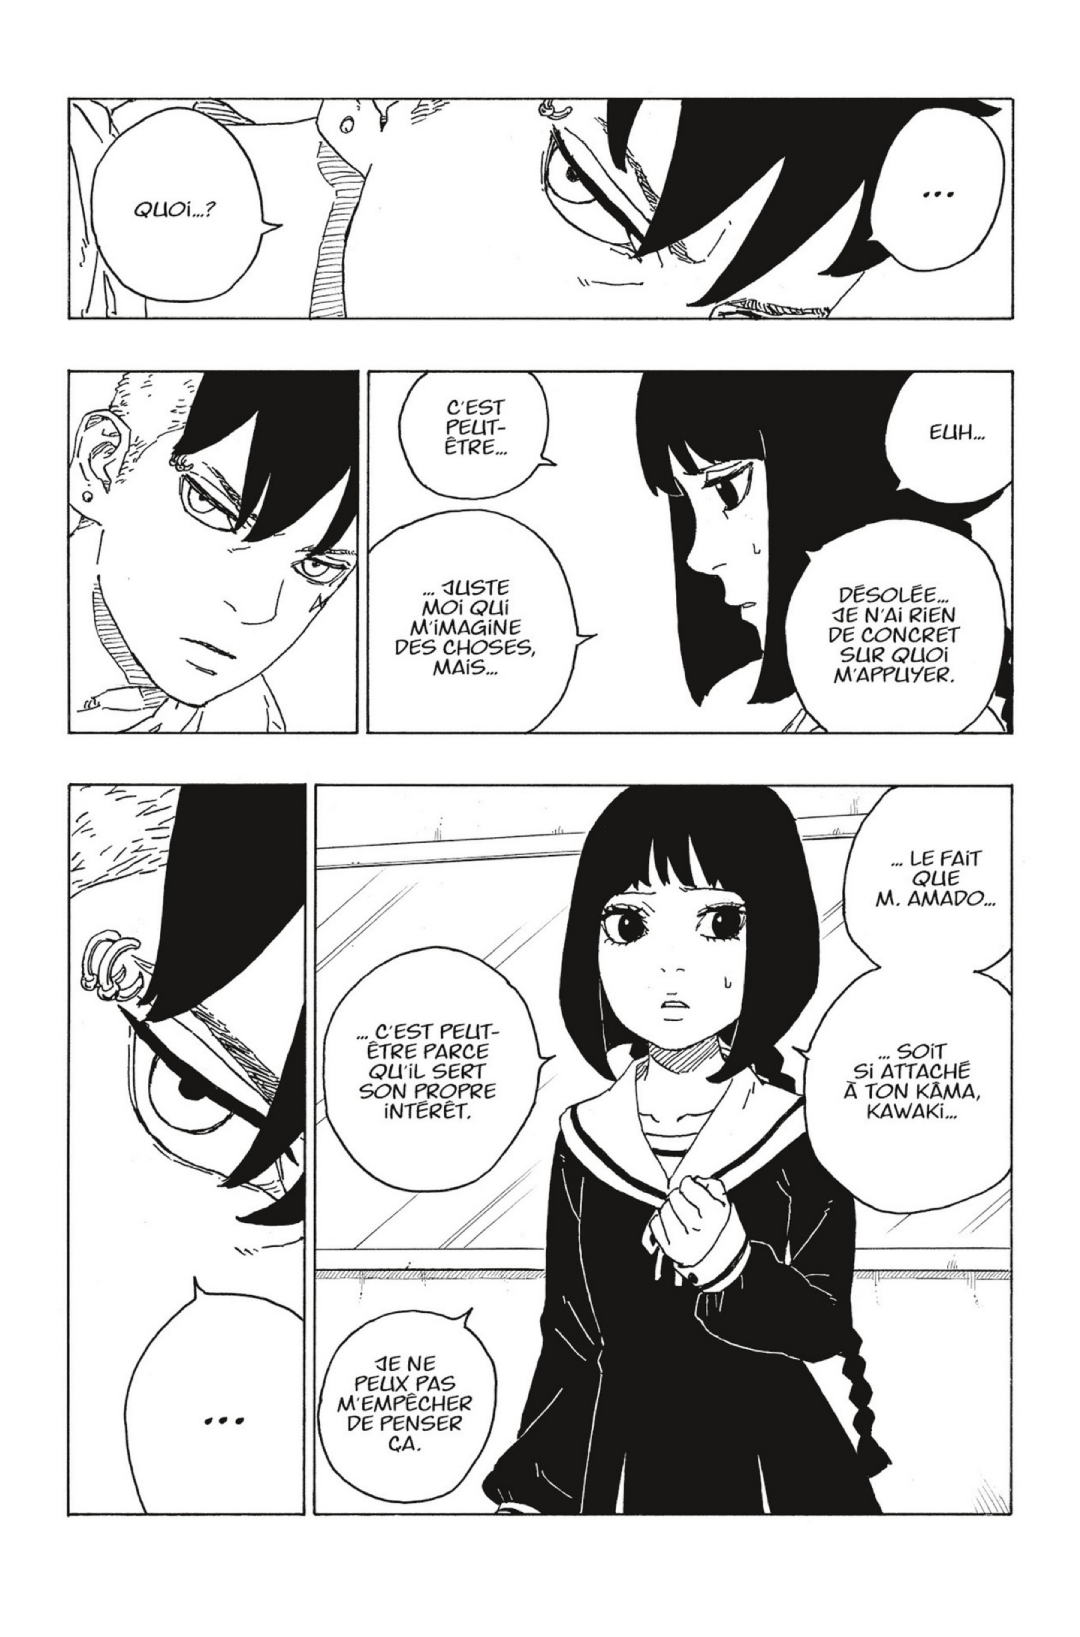 ...
QUOI...?
EUH...
DÉSOLÉE...
JE N'AI RIEN
DE CONCRET
SUR QUOI
M'APPUYER.
C'EST
PEUT-
ÊTRE...
... JUSTE
MOI QUI
M'IMAGINE
DES CHOSES,
MAIS...
... LE FAIT
QUE
M. AMADO...
... SOIT
SI ATTACHÉ
À TON KÂMA,
KAWAKI...
... C'EST PEUT-
ÊTRE PARCE
QU'IL SERT
SON PROPRE
INTÉRÊT.
JE NE
PEUX PAS
M'EMPÊCHER
DE PENSER
ÇA.
...